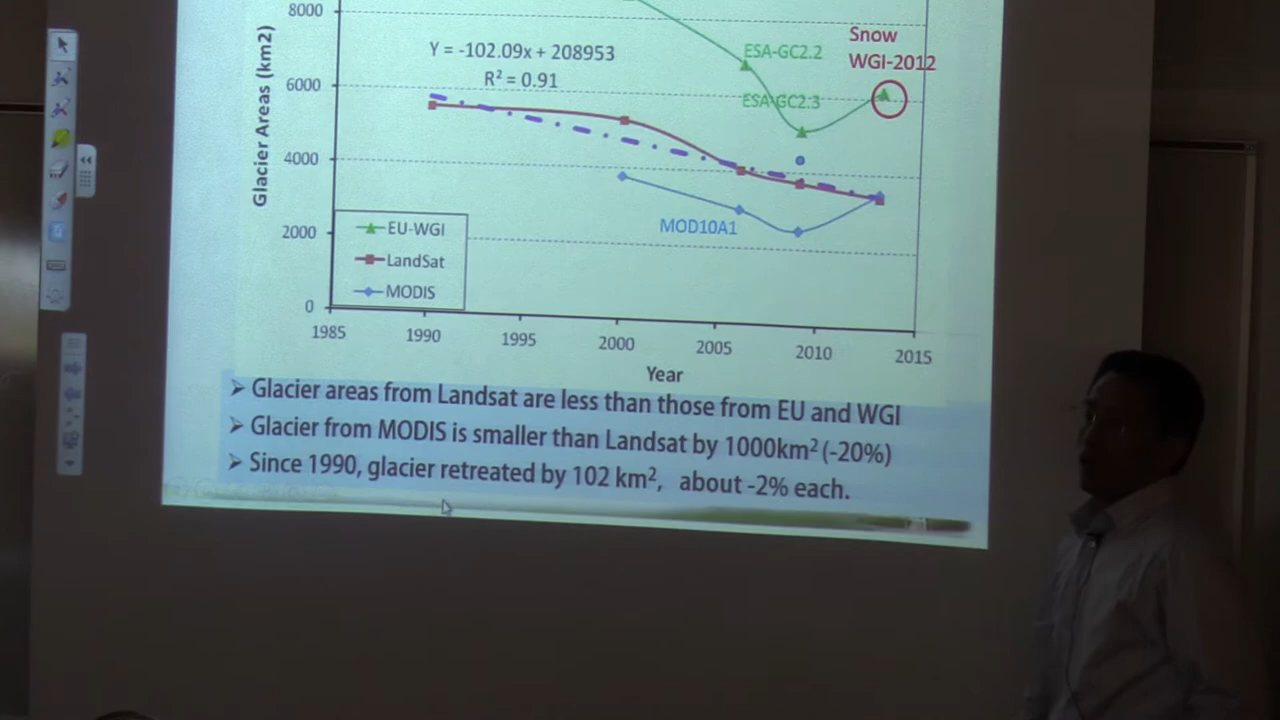 8000
Snow
WGI-2012
ESA-GC2.2
Y = -102.09x + 208953
R² = 0.91
6000
ESA-GC2.3
Glacier Areas (km2)
4000
MOD10A1
2000
EU-WGI
LandSat
MODIS
0
1985 1990 1995 2000 2005 2010 2015
Year
➢ Glacier areas from Landsat are less than those from EU and WGI
➢ Glacier from MODIS is smaller than Landsat by 1000km² (-20%)
➢ Since 1990, glacier retreated by 102 km², about -2% each.